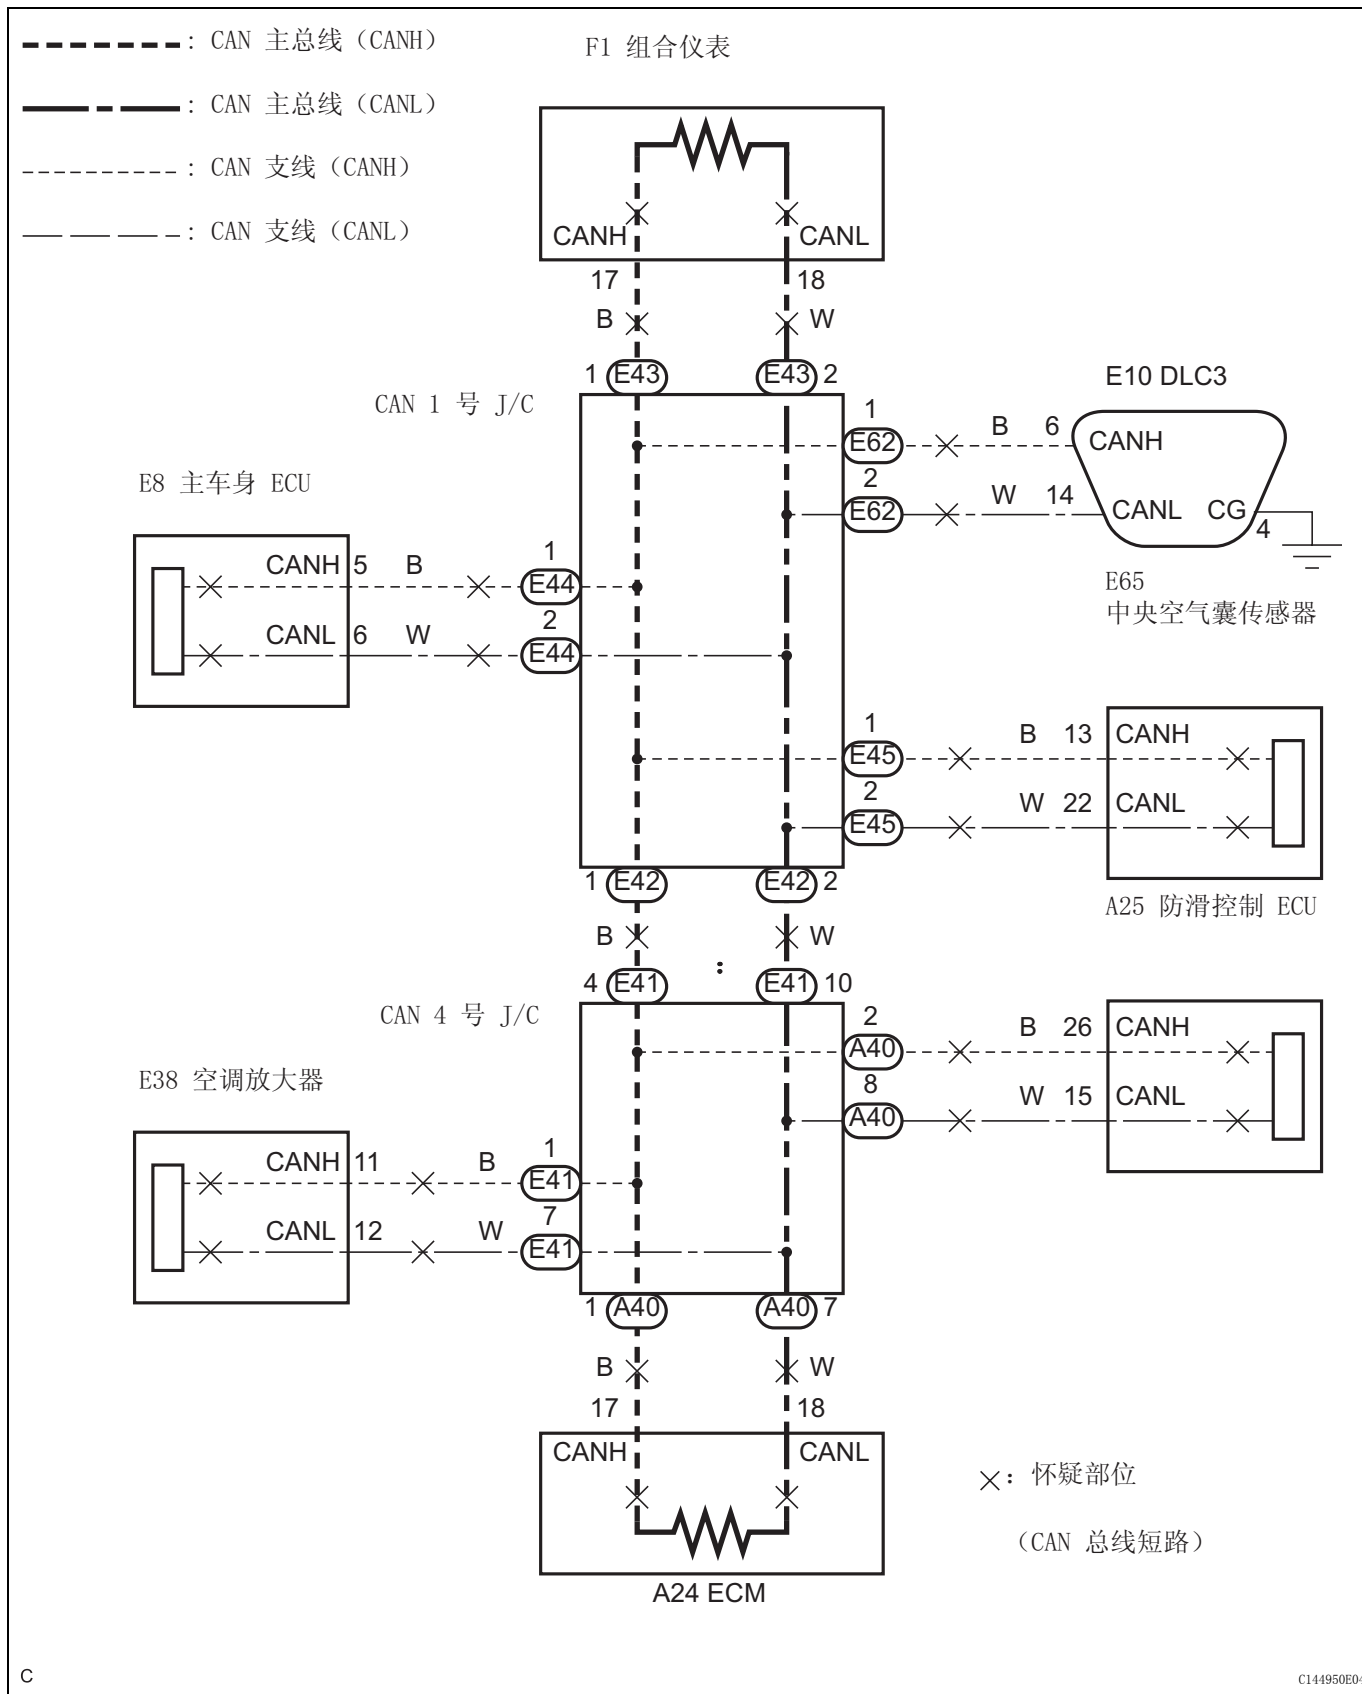 : CAN 主总线（CANH）
F1 组合仪表
: CAN 主总线（CANL）
: CAN 支线（CANH）
: CAN 支线（CANL）
CANH CANL
17 18
B W
1 E43 E43 2
CAN 1 号 J/C
E10 DLC3
1
E62 B 6 CANH
2
E62 W 14 CANL CG 4
E8 主车身 ECU
CANH 5 B 1 E44
CANL 6 W 2 E44
E65
中央空气囊传感器
1
E45 B 13 CANH
2
E45 W 22 CANL
1 E42 E42 2
A25 防滑控制 ECU
B W
:
4 E41 E41 10
CAN 4 号 J/C
2
A40 B 26 CANH
8
A40 W 15 CANL
E38 空调放大器
CANH 11 B 1 E41
CANL 12 W 7 E41
1 A40 A40 7
B W
17 18
CANH CANL
×: 怀疑部位
（CAN 总线短路）
A24 ECM
C
C144950E04